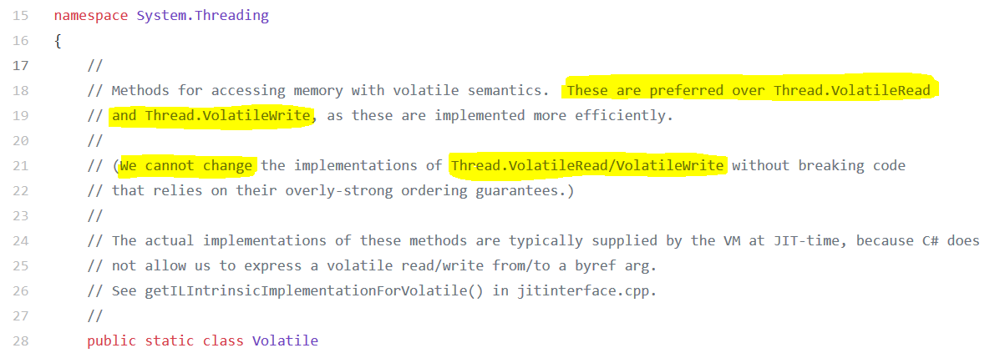 15 namespace System.Threading
16 {
17 //
18 // Methods for accessing memory with volatile semantics.  These are preferred over Thread.VolatileRead
19 // and Thread.VolatileWrite, as these are implemented more efficiently.
20 //
21 // (We cannot change the implementations of Thread.VolatileRead/VolatileWrite without breaking code
22 // that relies on their overly-strong ordering guarantees.)
23 //
24 // The actual implementations of these methods are typically supplied by the VM at JIT-time, because C# does
25 // not allow us to express a volatile read/write from/to a byref arg.
26 // See getILIntrinsicImplementationForVolatile() in jitinterface.cpp.
27 //
28 public static class Volatile